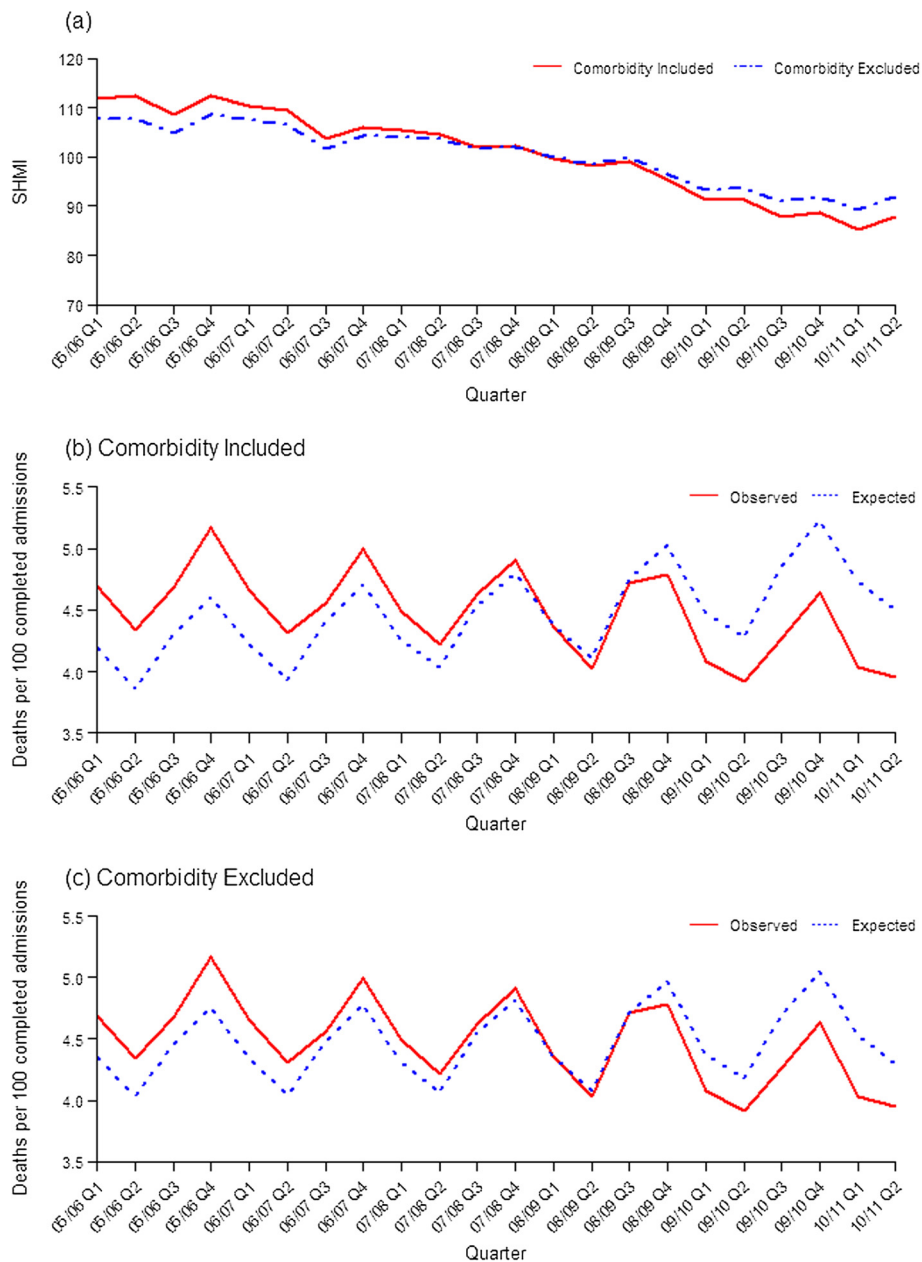 (a)
120
110
100
90
80
70
SHMI
Comorbidity Included
Comorbidity Excluded
05/06 Q1
05/06 Q2
05/06 Q3
05/06 Q4
06/07 Q1
06/07 Q2
06/07 Q3
06/07 Q4
07/08 Q1
07/08 Q2
07/08 Q3
07/08 Q4
08/09 Q1
08/09 Q2
08/09 Q3
08/09 Q4
09/10 Q1
09/10 Q2
09/10 Q3
09/10 Q4
10/11 Q1
10/11 Q2
Quarter
(b) Comorbidity Included
Deaths per 100 completed admissions
5.5
5.0
4.5
4.0
3.5
Observed
Expected
05/06 Q1
05/06 Q2
05/06 Q3
05/06 Q4
06/07 Q1
06/07 Q2
06/07 Q3
06/07 Q4
07/08 Q1
07/08 Q2
07/08 Q3
07/08 Q4
08/09 Q1
08/09 Q2
08/09 Q3
08/09 Q4
09/10 Q1
09/10 Q2
09/10 Q3
09/10 Q4
10/11 Q1
10/11 Q2
Quarter
(c) Comorbidity Excluded
Deaths per 100 completed admissions
5.5
5.0
4.5
4.0
3.5
Observed
Expected
05/06 Q1
05/06 Q2
05/06 Q3
05/06 Q4
06/07 Q1
06/07 Q2
06/07 Q3
06/07 Q4
07/08 Q1
07/08 Q2
07/08 Q3
07/08 Q4
08/09 Q1
08/09 Q2
08/09 Q3
08/09 Q4
09/10 Q1
09/10 Q2
09/10 Q3
09/10 Q4
10/11 Q1
10/11 Q2
Quarter